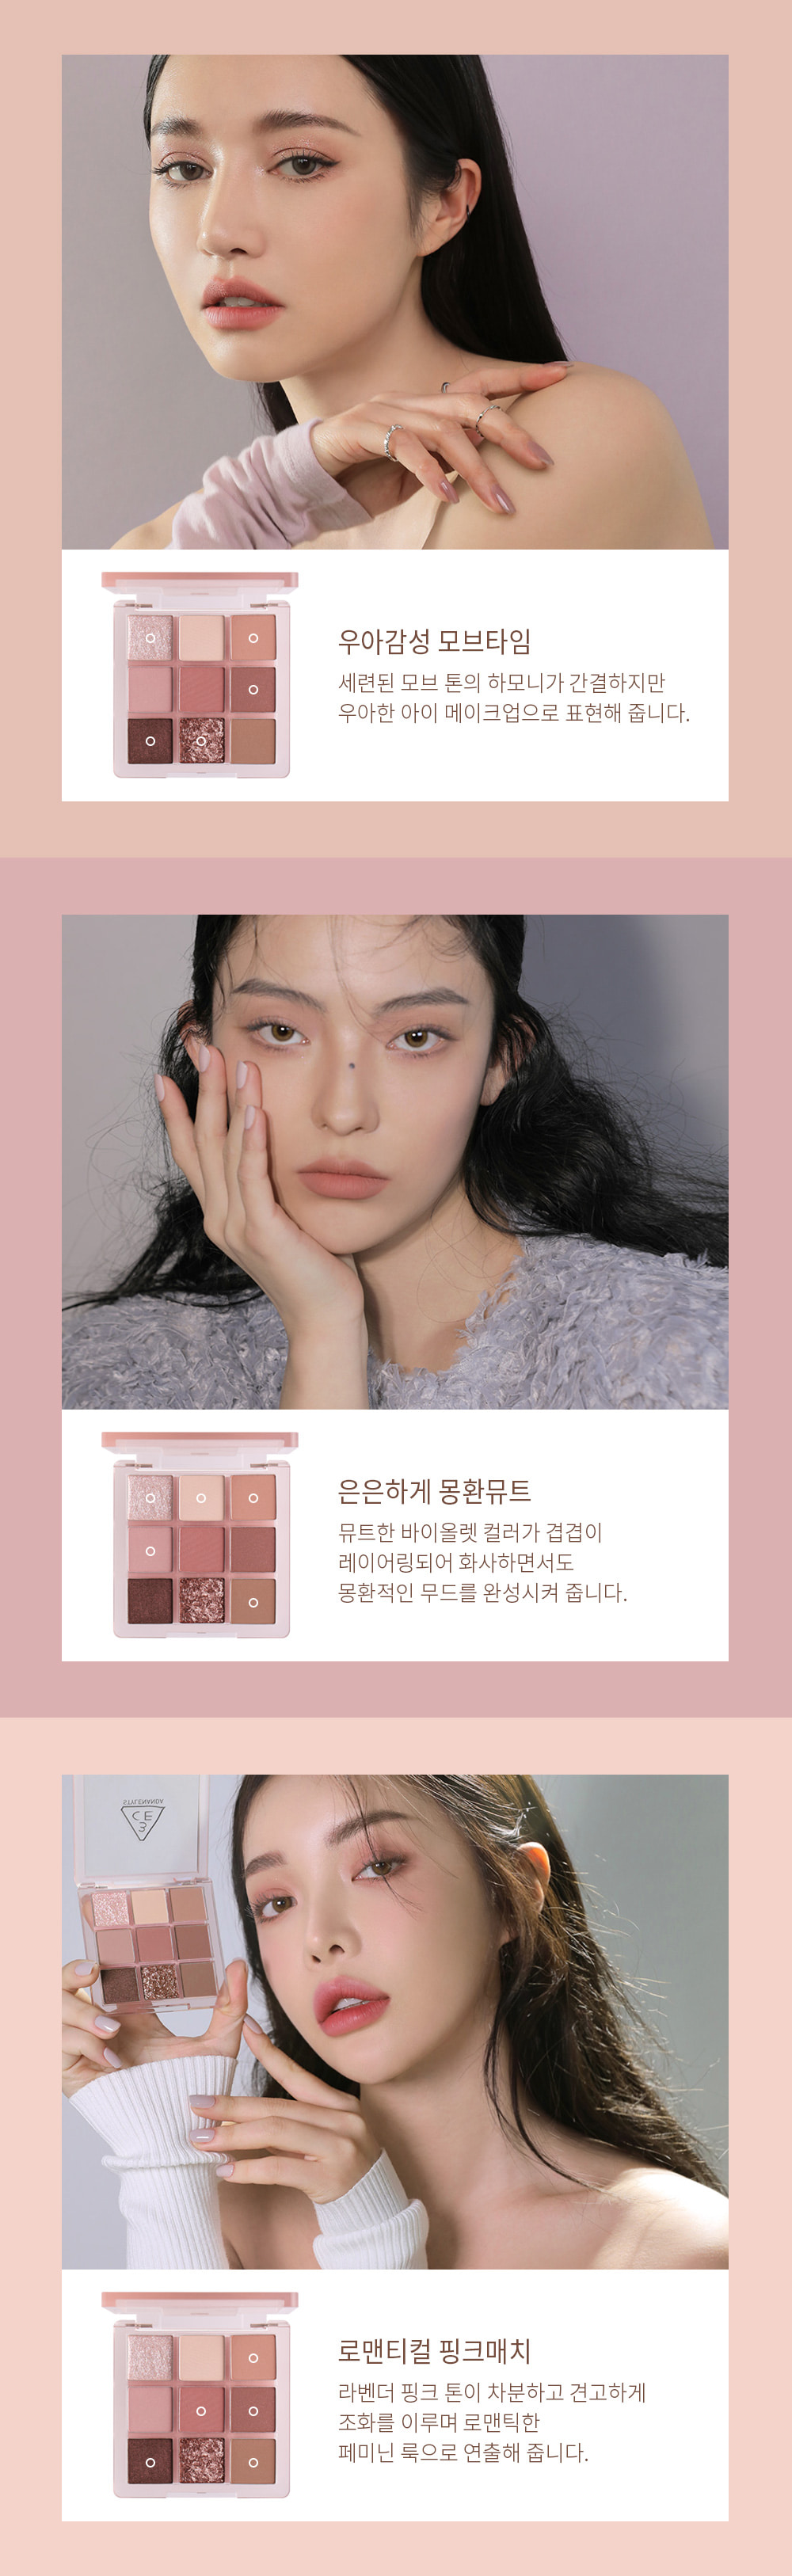 우아감성 모브타임
세련된 모브 톤의 하모니가 간결하지만
우아한 아이 메이크업으로 표현해 줍니다.
은은하게 몽환뮤트
뮤트한 바이올렛 컬러가 겹겹이
레이어링되어 화사하면서도
몽환적인 무드를 완성시켜 줍니다.
STYLENANDA
3CE
로맨티컬 핑크매치
라벤더 핑크 톤이 차분하고 견고하게
조화를 이루며 로맨틱한
페미닌 룩으로 연출해 줍니다.